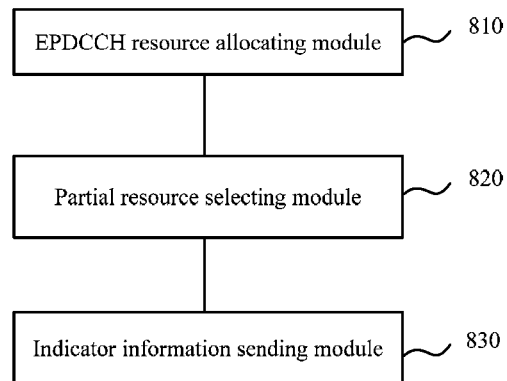 EPDCCH resource allocating module
810
Partial resource selecting module
820
Indicator information sending module
830